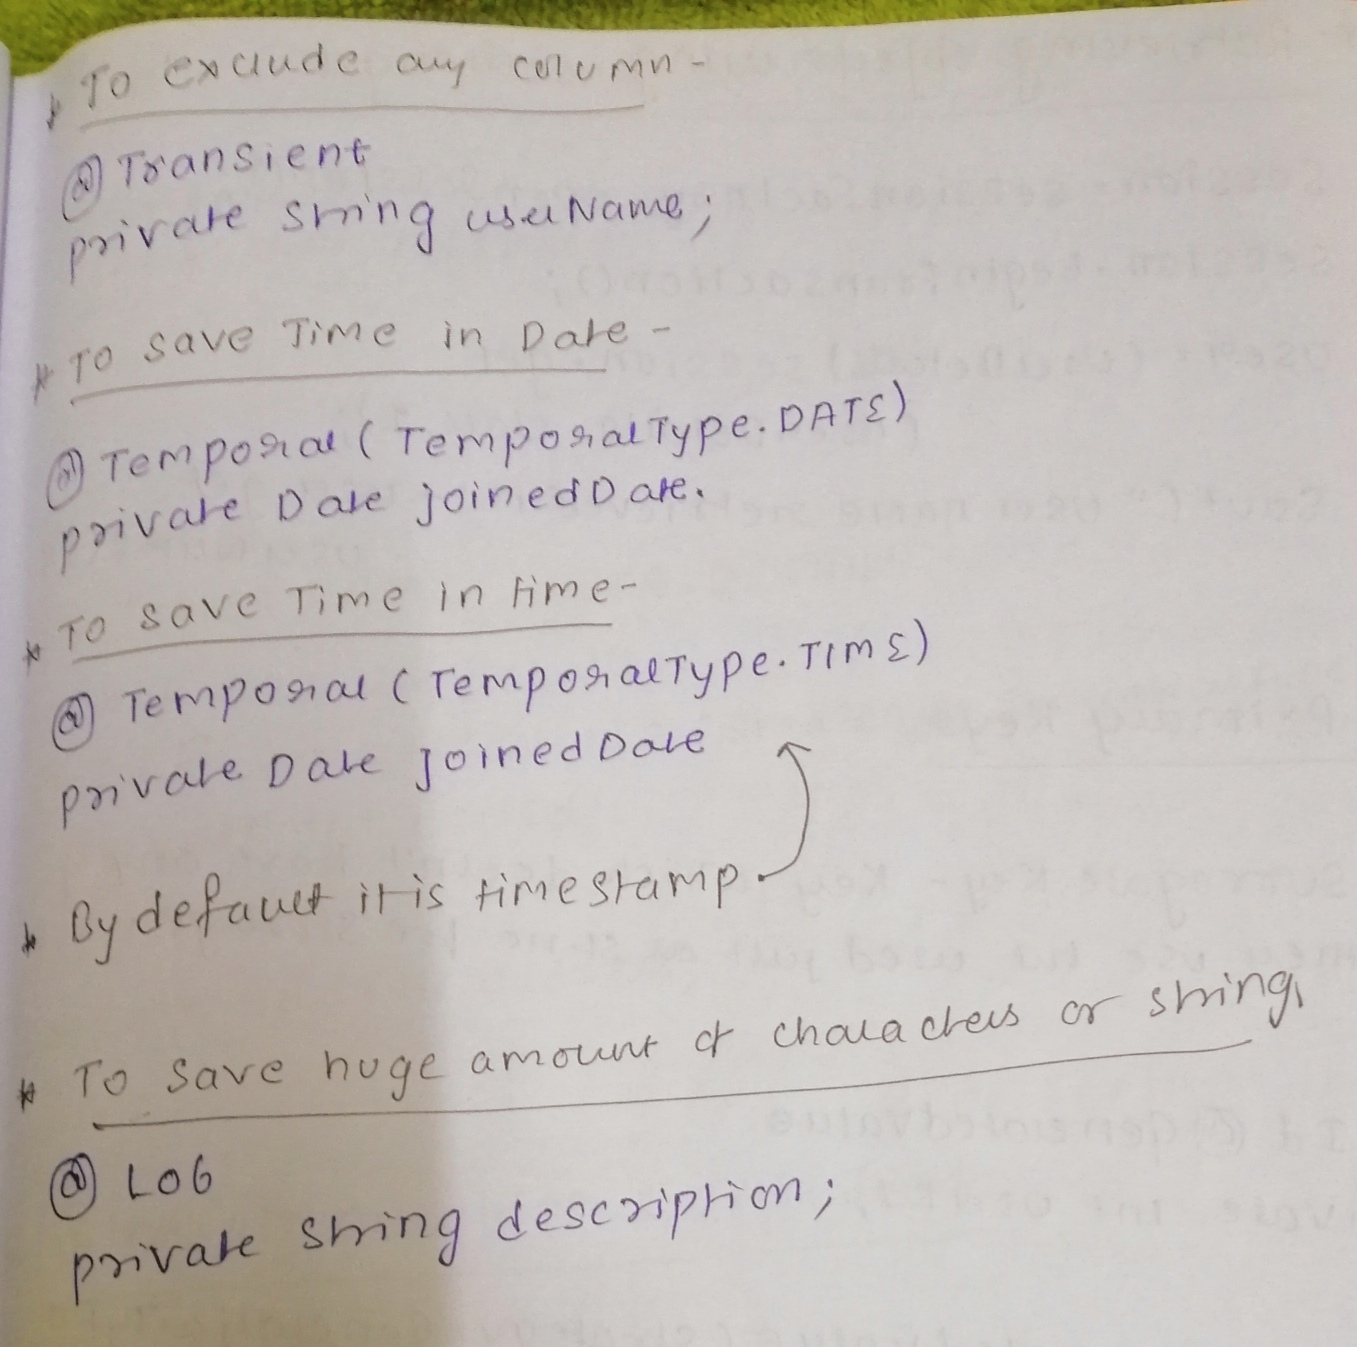 * To exclude any column -
@ Transient
private string userName;
* To save Time in Date -
@ Temporal ( TemporalType. DATE)
private Date joinedDate.
* To save Time in time -
@ Temporal ( TemporalType. TIME)
private Date JoinedDate
* By default it is timestamp
* To save huge amount of characters or string,
@ LOB
private string description;